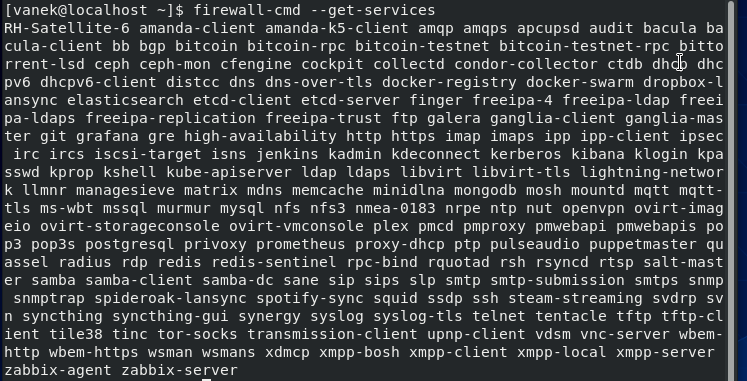 [vanek@localhost ~]$ firewall-cmd --get-services
RH-Satellite-6 amanda-client amanda-k5-client amqp amqps apcupsd audit bacula ba
cula-client bb bgp bitcoin bitcoin-rpc bitcoin-testnet bitcoin-testnet-rpc bitto
rrent-lsd ceph ceph-mon cfengine cockpit collectd condor-collector ctdb dhcp dhc
pv6 dhcpv6-client distcc dns dns-over-tls docker-registry docker-swarm dropbox-l
ansync elasticsearch etcd-client etcd-server finger freeipa-4 freeipa-ldap freei
pa-ldaps freeipa-replication freeipa-trust ftp galera ganglia-client ganglia-mas
ter git grafana gre high-availability http https imap imaps ipp ipp-client ipsec
 irc ircs iscsi-target isns jenkins kadmin kdeconnect kerberos kibana klogin kpa
sswd kprop kshell kube-apiserver ldap ldaps libvirt libvirt-tls lightning-networ
k llmnr managesieve matrix mdns memcache minidlna mongodb mosh mountd mqtt mqtt-
tls ms-wbt mssql murmur mysql nfs nfs3 nmea-0183 nrpe ntp nut openvpn ovirt-imag
eio ovirt-storageconsole ovirt-vmconsole plex pmcd pmproxy pmwebapi pmwebapis po
p3 pop3s postgresql privoxy prometheus proxy-dhcp ptp pulseaudio puppetmaster qu
assel radius rdp redis redis-sentinel rpc-bind rquotad rsh rsyncd rtsp salt-mast
er samba samba-client samba-dc sane sip sips slp smtp smtp-submission smtps snmp
 snmptrap spideroak-lansync spotify-sync squid ssdp ssh steam-streaming svdrp sv
n syncthing syncthing-gui synergy syslog syslog-tls telnet tentacle tftp tftp-cl
ient tile38 tinc tor-socks transmission-client upnp-client vdsm vnc-server wbem-
http wbem-https wsman wsmans xdmcp xmpp-bosh xmpp-client xmpp-local xmpp-server 
zabbix-agent zabbix-server